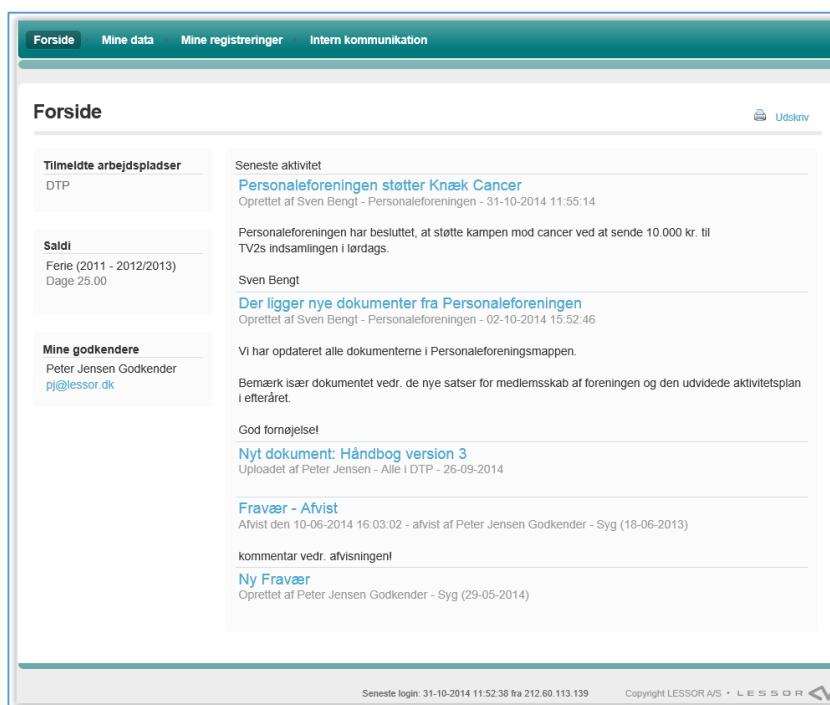 Forside Mine data Mine registreringer Intern kommunikation
Forside
Udskriv
Tilmeldte arbejdspladser
DTP
Saldi
Ferie (2011 - 2012/2013)
Dage 25.00
Mine godkendere
Peter Jensen Godkender
pj@lessor.dk
Seneste aktivitet
Personaleforeningen støtter Knæk Cancer
Oprettet af Sven Bengt - Personaleforeningen - 31-10-2014 11:55:14
Personaleforeningen har besluttet, at støtte kampen mod cancer ved at sende 10.000 kr. til
TV2s indsamlingen i lørdags.
Sven Bengt
Der ligger nye dokumenter fra Personaleforeningen
Oprettet af Sven Bengt - Personaleforeningen - 02-10-2014 15:52:46
Vi har opdateret alle dokumenterne i Personaleforeningsmappen.
Bemærk især dokumentet vedr. de nye satser for medlemsskab af foreningen og den udvidede aktivitetsplan
i efteråret.
God fornøjelse!
Nyt dokument: Håndbog version 3
Uploadet af Peter Jensen - Alle i DTP - 26-09-2014
Fravær - Afvist
Afvist den 10-06-2014 16:03:02 - afvist af Peter Jensen Godkender - Syg (18-06-2013)
kommentar vedr. afvisningen!
Ny Fravær
Oprettet af Peter Jensen Godkender - Syg (29-05-2014)
Seneste login: 31-10-2014 11:52:38 fra 212.60.113.139 Copyright LESSOR A/S • LESSOR